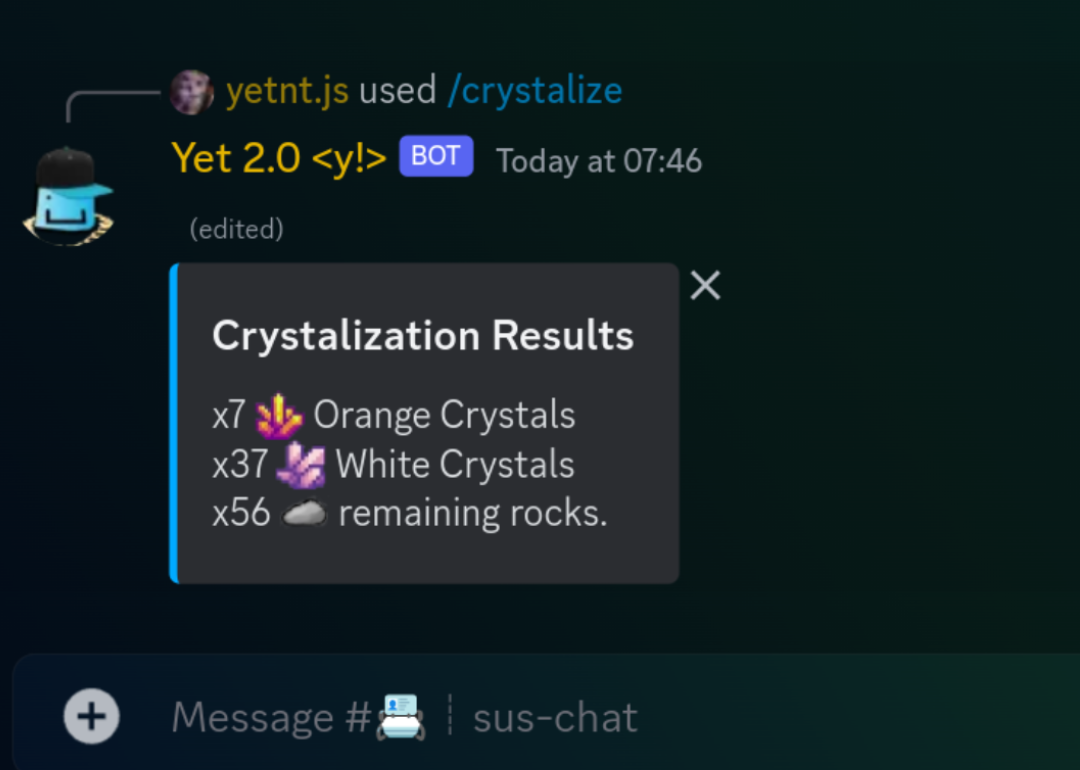 yetnt.js used /crystalize
Yet 2.0 <y!> BOT Today at 07:46
(edited)
Crystalization Results
x7 Orange Crystals
x37 White Crystals
x56 remaining rocks.
Message #📇┊sus-chat